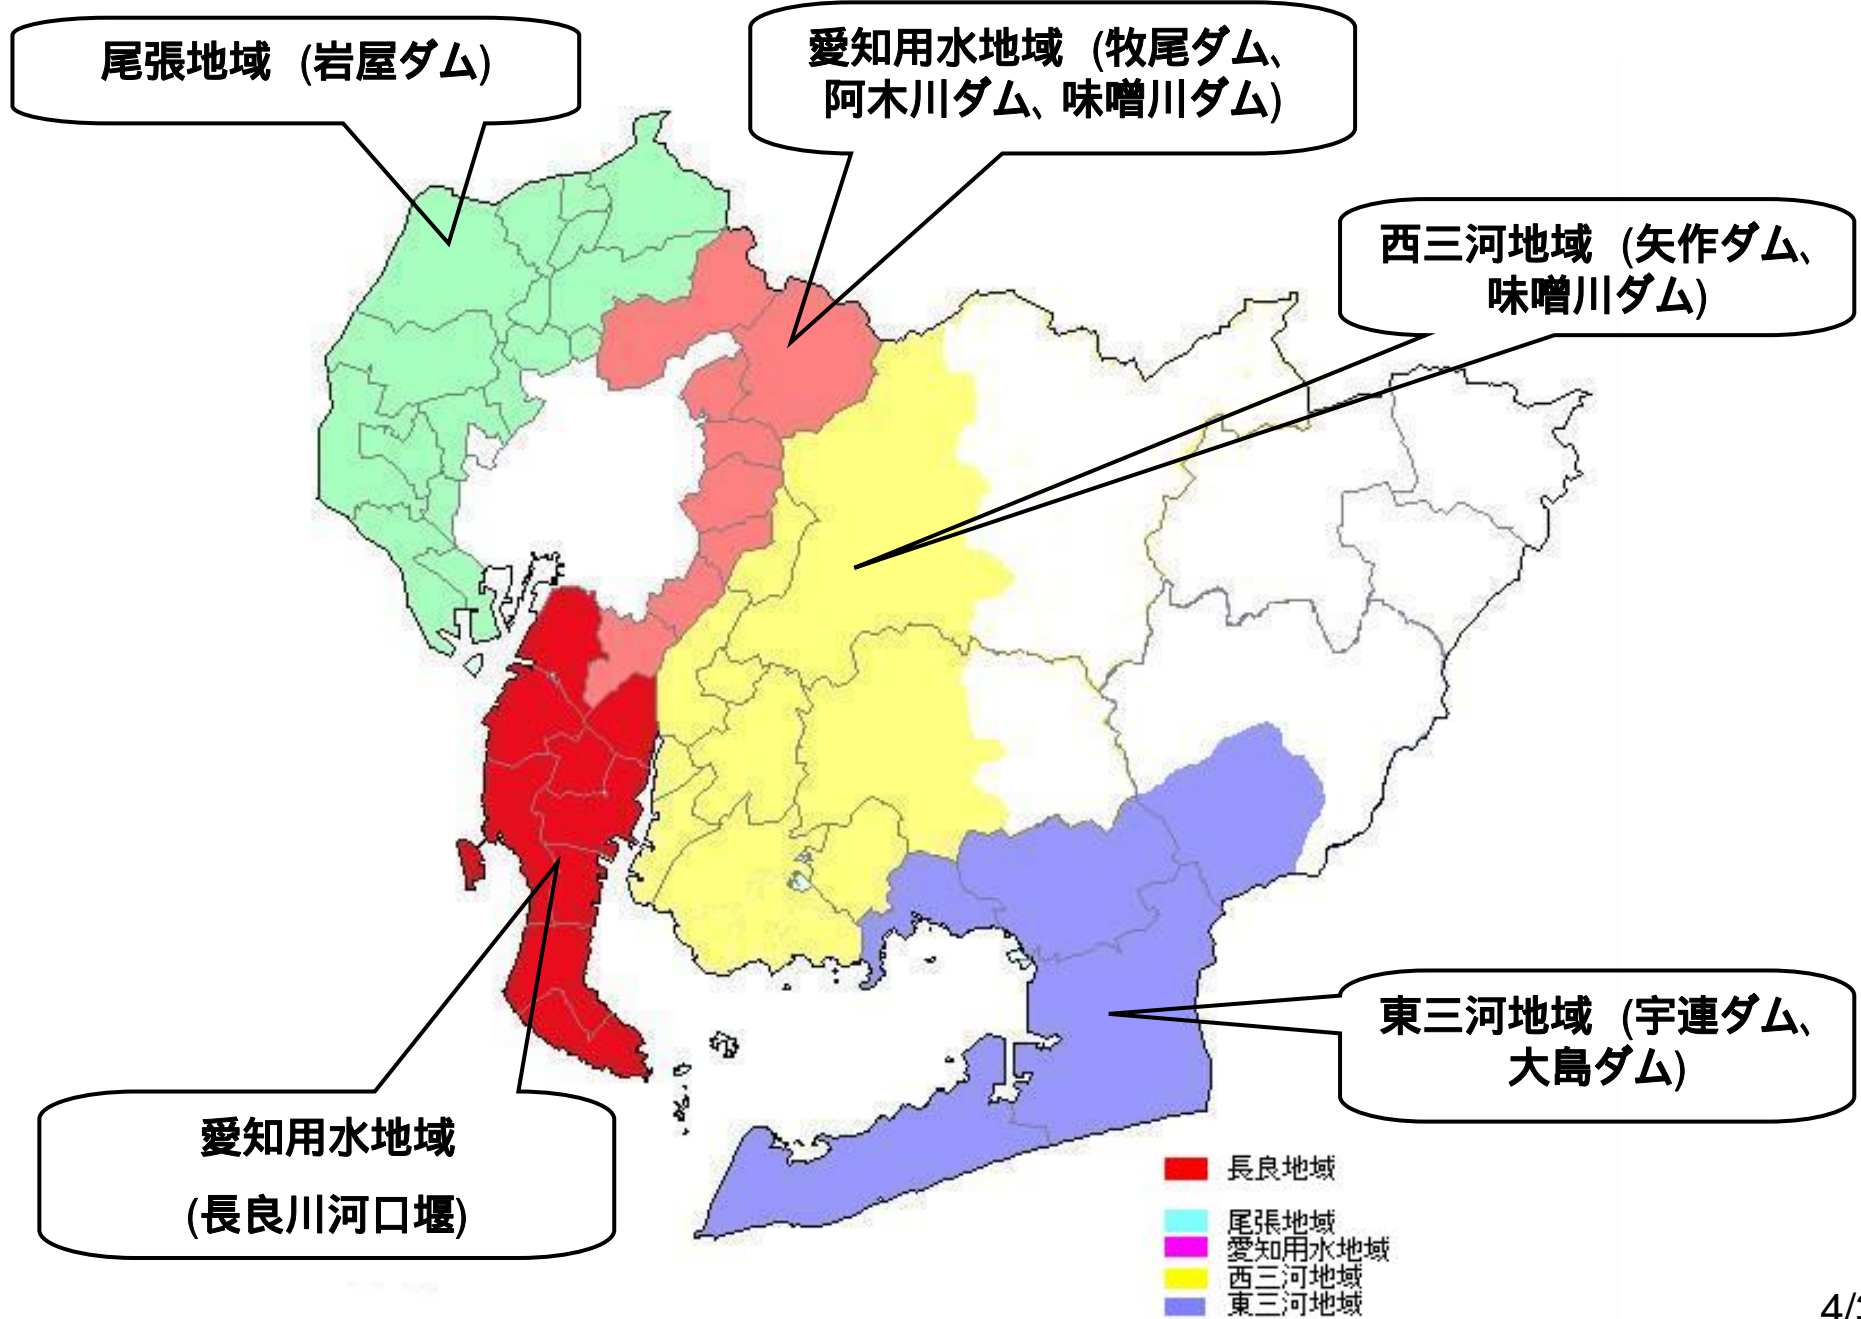 尾張地域 (岩屋ダム)
愛知用水地域 (牧尾ダム、
阿木川ダム、味噌川ダム)
西三河地域 (矢作ダム、
味噌川ダム)
東三河地域 (宇連ダム、
大島ダム)
愛知用水地域
(長良川河口堰)
長良地域
尾張地域
愛知用水地域
西三河地域
東三河地域
4/